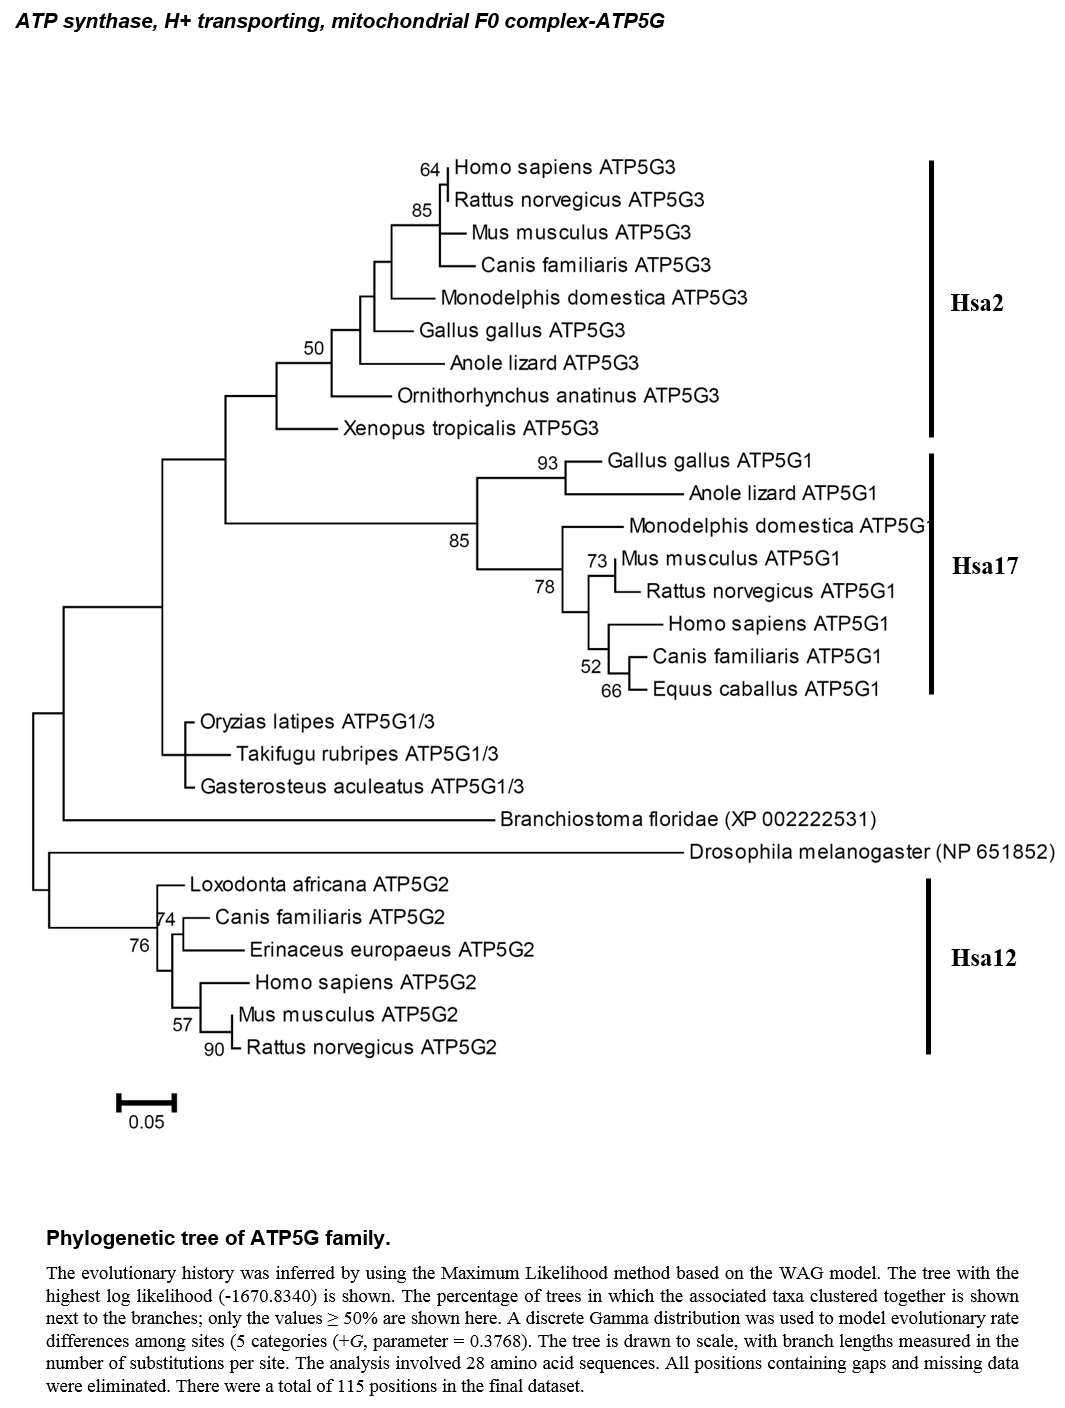 ATP synthase, H+ transporting, mitochondrial F0 complex-ATP5G
64 Homo sapiens ATP5G3
Rattus norvegicus ATP5G3
85
Mus musculus ATP5G3
Canis familiaris ATP5G3
Monodelphis domestica ATP5G3
Hsa2
Gallus gallus ATP5G3
50
Anole lizard ATP5G3
Ornithorhynchus anatinus ATP5G3
Xenopus tropicalis ATP5G3
93 Gallus gallus ATP5G1
Anole lizard ATP5G1
Monodelphis domestica ATP5G1
85
73 Mus musculus ATP5G1
Hsa17
78
Rattus norvegicus ATP5G1
Homo sapiens ATP5G1
52 Canis familiaris ATP5G1
66 Equus caballus ATP5G1
Oryzias latipes ATP5G1/3
Takifugu rubripes ATP5G1/3
Gasterosteus aculeatus ATP5G1/3
Branchiostoma floridae (XP 002222531)
Drosophila melanogaster (NP 651852)
Loxodonta africana ATP5G2
74 Canis familiaris ATP5G2
76
Erinaceus europaeus ATP5G2
Hsa12
Homo sapiens ATP5G2
Mus musculus ATP5G2
57
90 Rattus norvegicus ATP5G2
0.05
Phylogenetic tree of ATP5G family.
The evolutionary history was inferred by using the Maximum Likelihood method based on the WAG model. The tree with the
highest log likelihood (-1670.8340) is shown. The percentage of trees in which the associated taxa clustered together is shown
next to the branches; only the values ≥ 50% are shown here. A discrete Gamma distribution was used to model evolutionary rate
differences among sites (5 categories (+G, parameter = 0.3768). The tree is drawn to scale, with branch lengths measured in the
number of substitutions per site. The analysis involved 28 amino acid sequences. All positions containing gaps and missing data
were eliminated. There were a total of 115 positions in the final dataset.